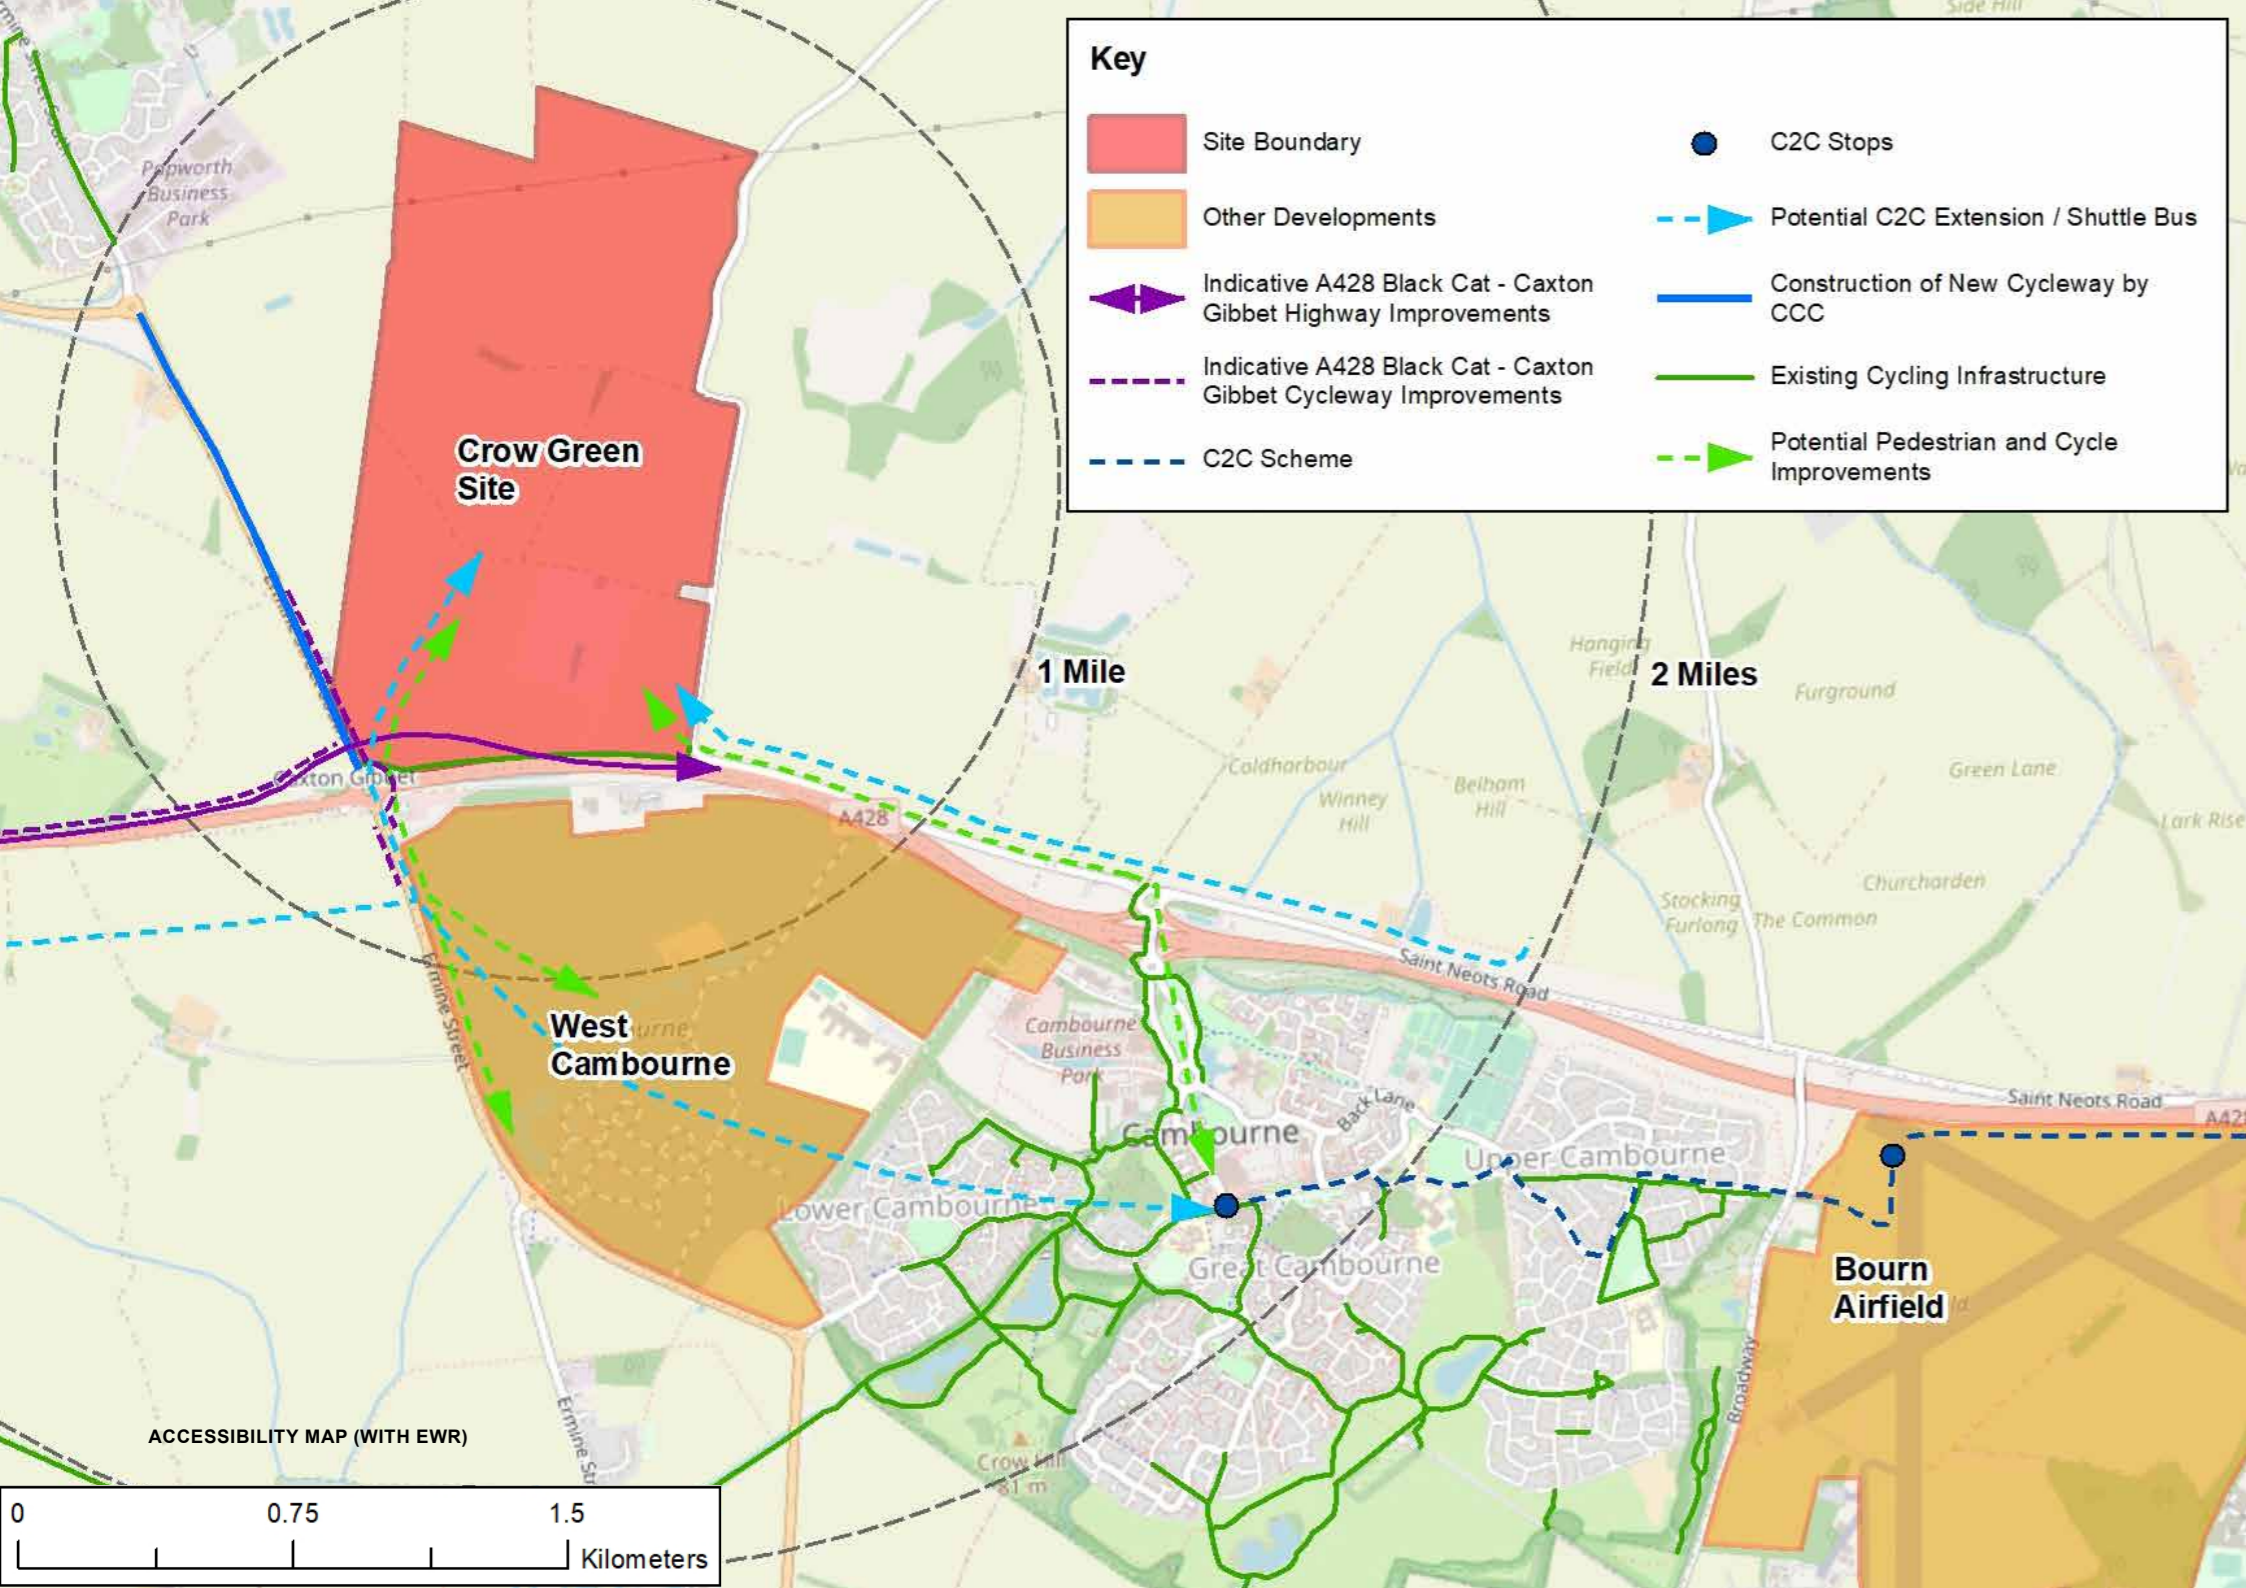 Side Hill
Key
Site Boundary
Other Developments
Indicative A428 Black Cat - Caxton
Gibbet Highway Improvements
Indicative A428 Black Cat - Caxton
Gibbet Cycleway Improvements
C2C Scheme
C2C Stops
Potential C2C Extension / Shuttle Bus
Construction of New Cycleway by
CCC
Existing Cycling Infrastructure
Potential Pedestrian and Cycle
Improvements
Papworth
Business
Park
Crow Green
Site
1 Mile
2 Miles
Hanging
Field
Furground
Caxton Gibbet
Coldharbour
Winney
Hill
Belham
Hill
Green Lane
Lark Rise
A428
Churcharden
Stocking
Furlong
The Common
Saint Neots Road
Ermine Street
West
Cambourne
Cambourne
Business
Park
Back Lane
Cambourne
Upper Cambourne
Saint Neots Road
A428
Lower Cambourne
Great Cambourne
Bourn
Airfield
Broadway
Ermine Str
Crow Hill
81 m
ACCESSIBILITY MAP (WITH EWR)
0 0.75 1.5
Kilometers